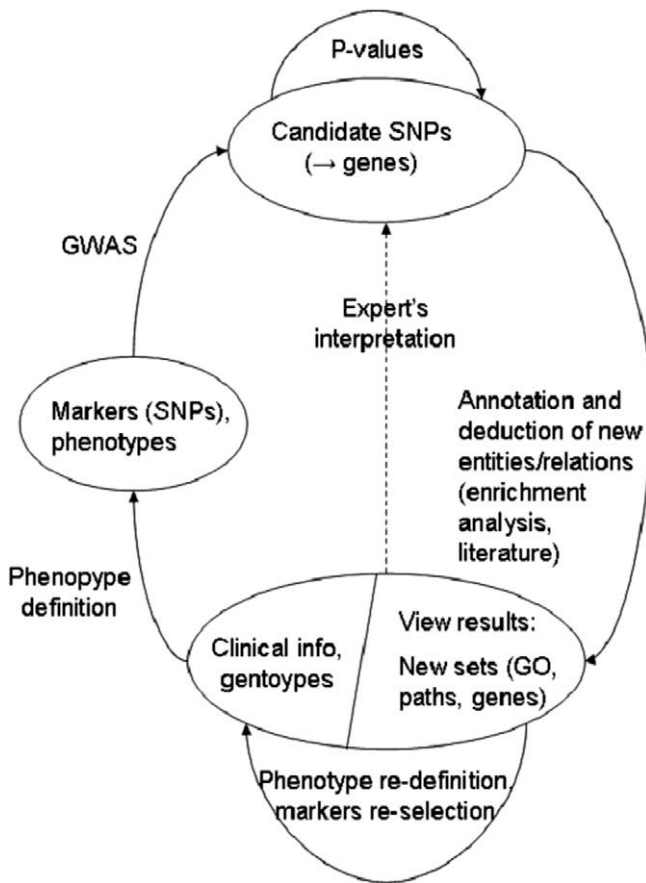 P-values
Candidate SNPs
(→ genes)
GWAS
Expert's
interpretation
Markers (SNPs),
phenotypes
Annotation and
deduction of new
entities/relations
(enrichment
analysis,
literature)
Phenopype
definition
Clinical info,
gentoypes
View results:
New sets (GO,
paths, genes)
Phenotype re-definition,
markers re-selection